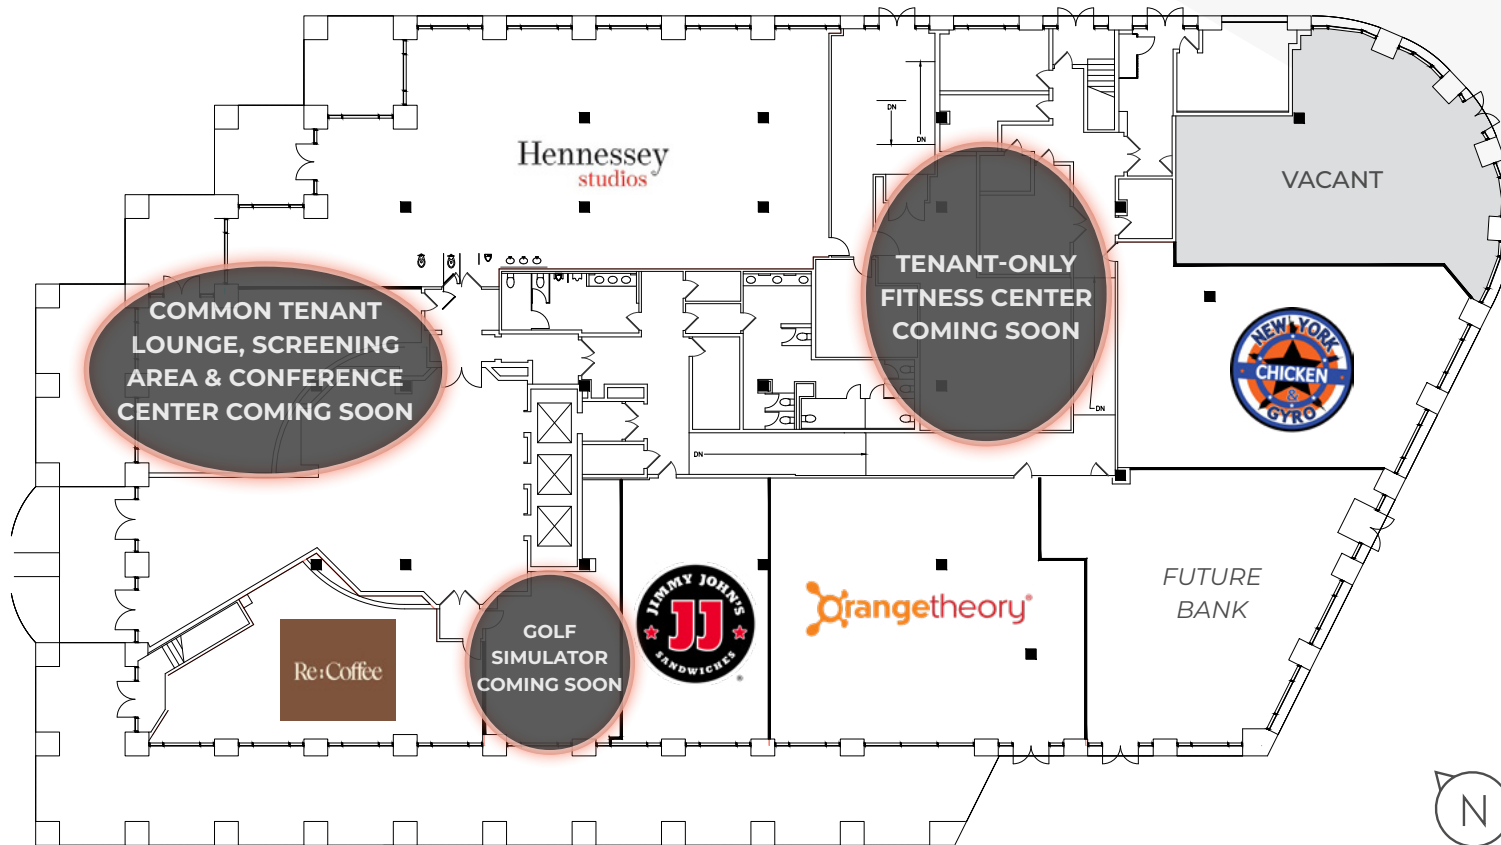 Hennessey
studios
DN
DN
VACANT
TENANT-ONLY
FITNESS CENTER
COMING SOON
COMMON TENANT
LOUNGE, SCREENING
AREA & CONFERENCE
CENTER COMING SOON
NEW YORK
CHICKEN
&
GYRO
DN
DN
JIMMY JOHN'S
JJ
SANDWICHES
®
Orangetheory®
FUTURE
BANK
GOLF
SIMULATOR
COMING SOON
Re:Coffee
N